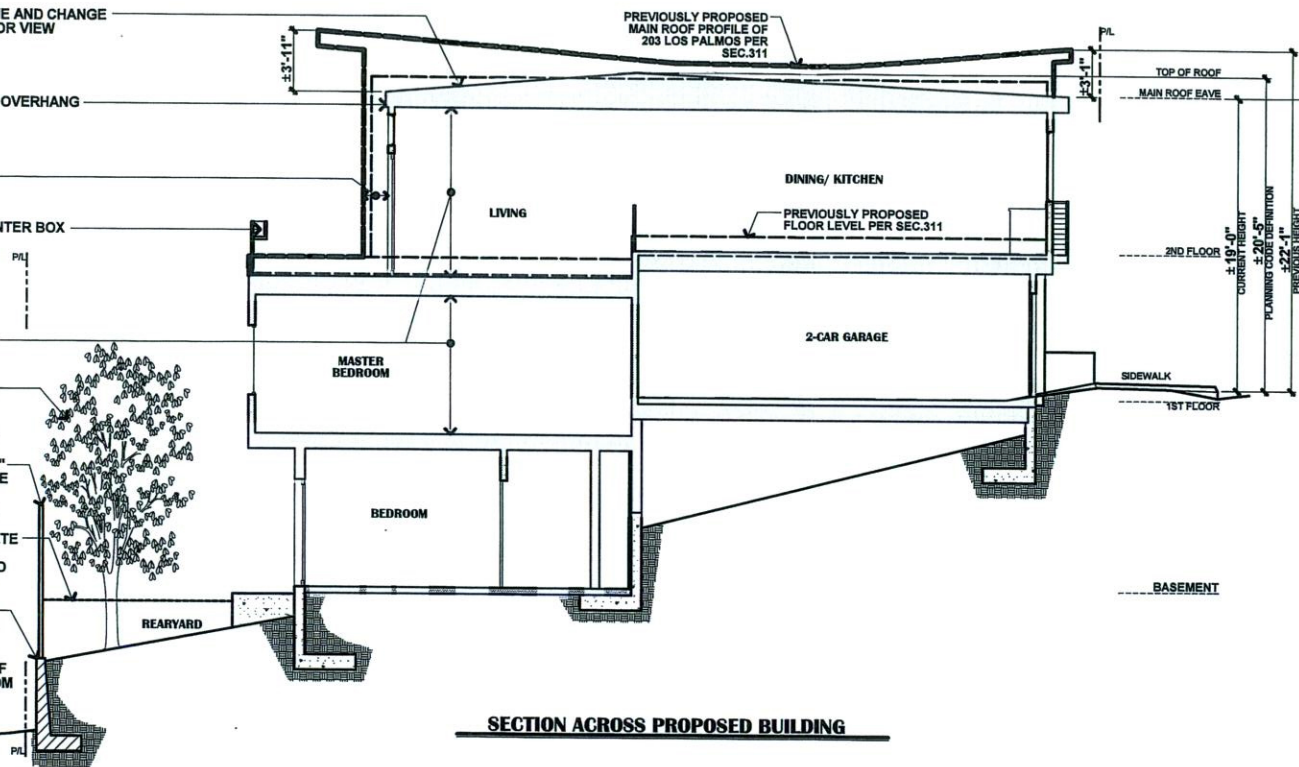 E AND CHANGE
OR VIEW
±3'-11"
PREVIOUSLY PROPOSED
MAIN ROOF PROFILE OF
203 LOS PALMOS PER
SEC.311
P/L
±3'-1"
TOP OF ROOF
MAIN ROOF EAVE
OVERHANG
DINING/ KITCHEN
LIVING
PREVIOUSLY PROPOSED
FLOOR LEVEL PER SEC.311
NTER BOX
P/L
2ND FLOOR
±19'-0"
CURRENT HEIGHT
±20'-5"
PLANNING CODE DEFINITION
±22'-1"
PREVIOUS HEIGHT
2-CAR GARAGE
MASTER
BEDROOM
SIDEWALK
1ST FLOOR
"
E
BEDROOM
TE
D
BASEMENT
REARYARD
F
OM
P/L
SECTION ACROSS PROPOSED BUILDING